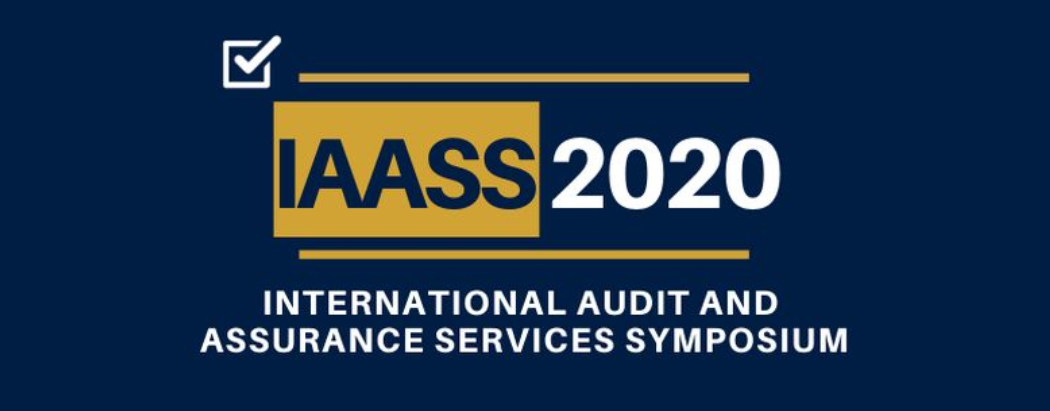 IAASS 2020
INTERNATIONAL AUDIT AND
ASSURANCE SERVICES SYMPOSIUM